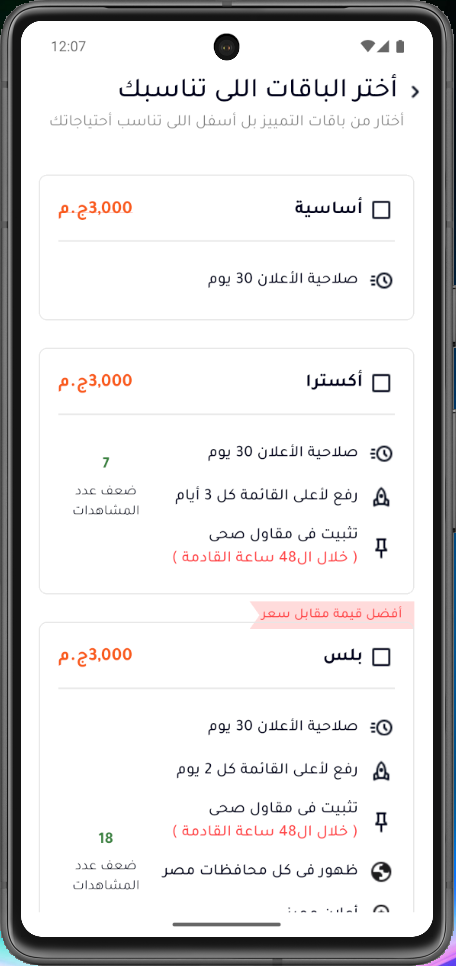 12:07
أختر الباقات اللى تناسبك
أختار من باقات التمييز بل أسفل اللى تناسب أحتياجاتك
أساسية
3,000ج.م
صلاحية الأعلان 30 يوم
أكسترا
3,000ج.م
صلاحية الأعلان 30 يوم
رفع لأعلى القائمة كل 3 أيام
تثبيت فى مقاول صحى
( خلال ال48 ساعة القادمة )
7
ضعف عدد
المشاهدات
أفضل قيمة مقابل سعر
بلس
3,000ج.م
صلاحية الأعلان 30 يوم
رفع لأعلى القائمة كل 2 يوم
تثبيت فى مقاول صحى
( خلال ال48 ساعة القادمة )
ظهور فى كل محافظات مصر
18
ضعف عدد
المشاهدات